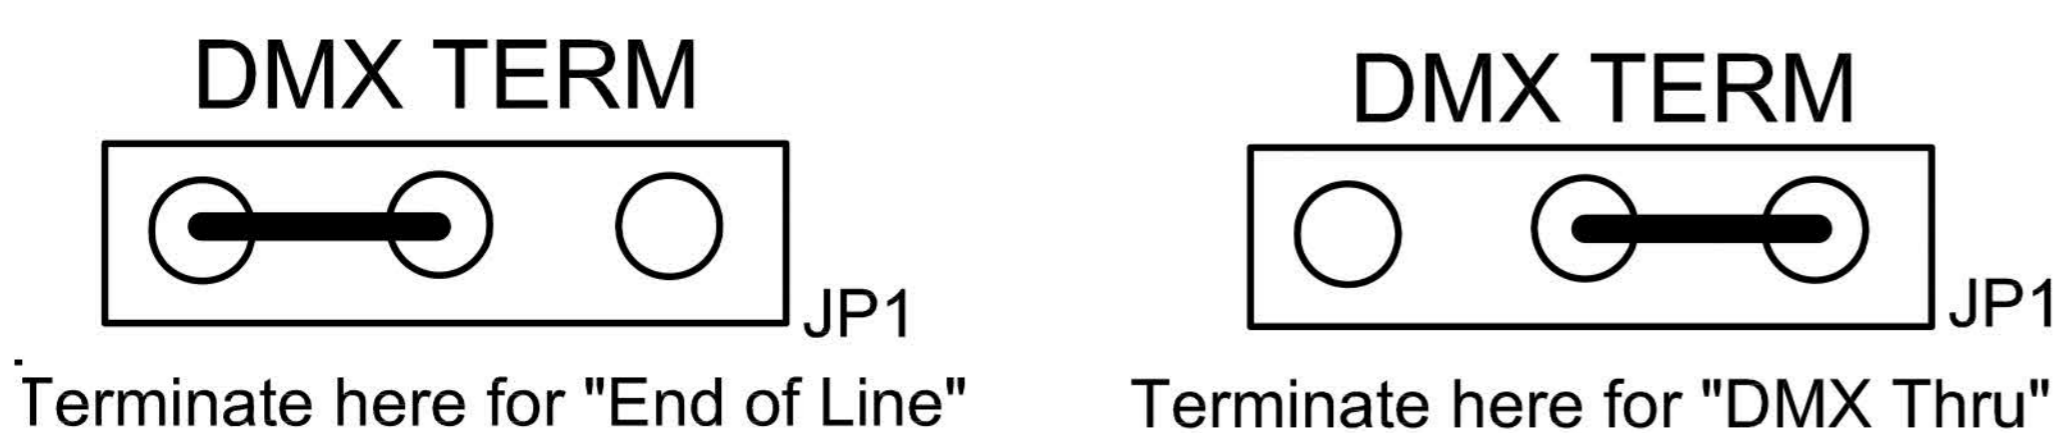 DMX TERM
JP1
Terminate here for "End of Line"
DMX TERM
JP1
Terminate here for "DMX Thru"